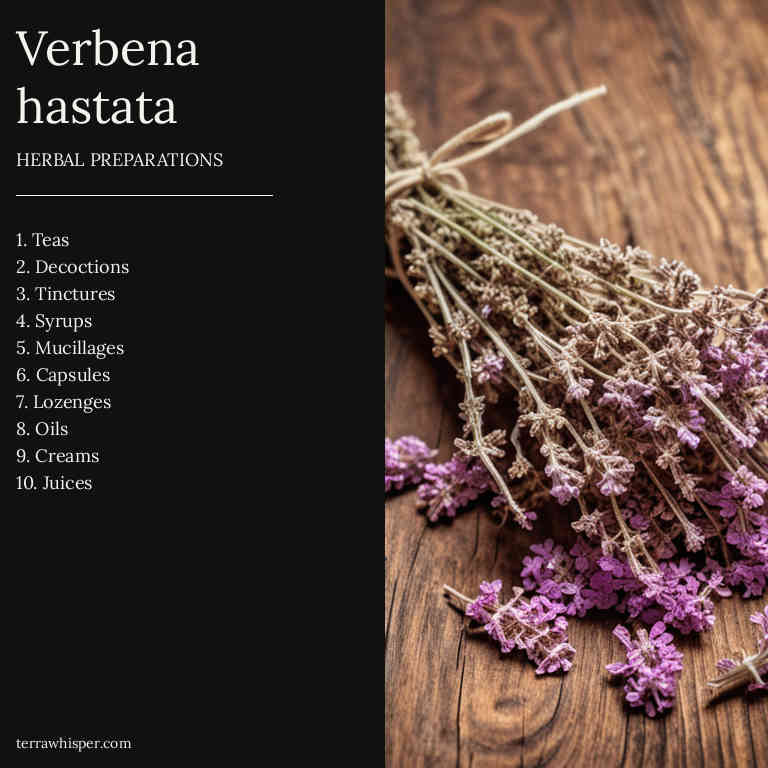 Verbena
hastata
HERBAL PREPARATIONS
1. Teas
2. Decoctions
3. Tinctures
4. Syrups
5. Mucillages
6. Capsules
7. Lozenges
8. Oils
9. Creams
10. Juices
terrawhisper.com